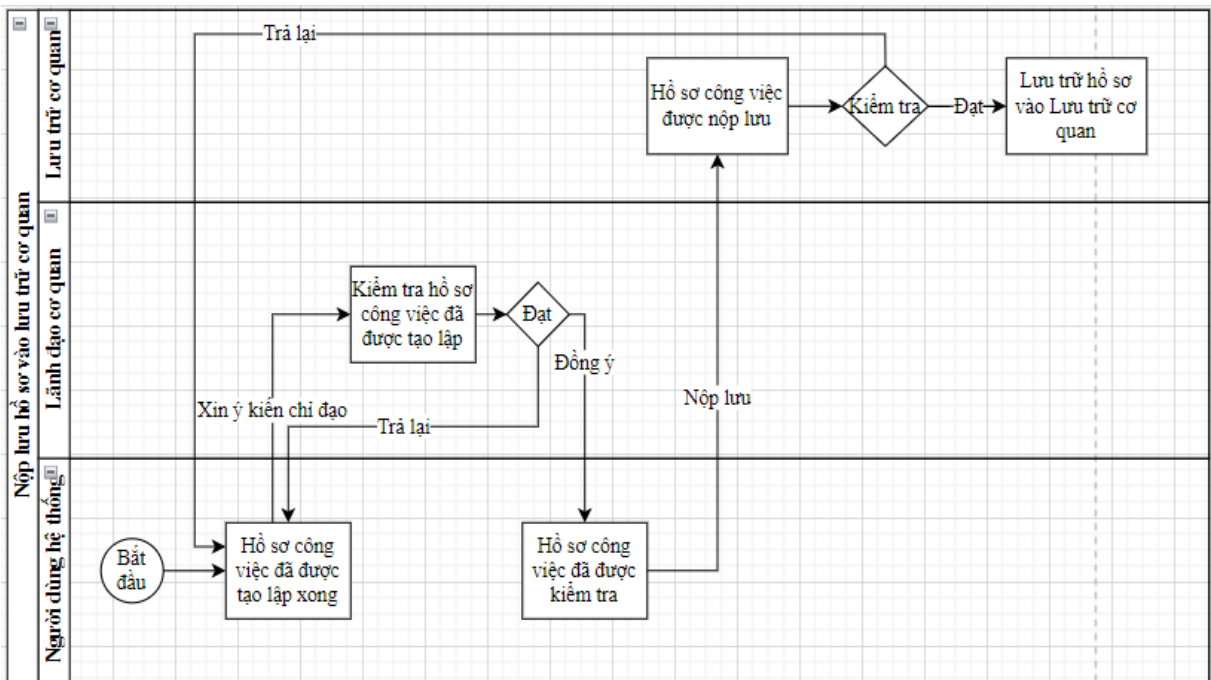 Nộp lưu hồ sơ vào lưu trữ cơ quan
Lưu trữ cơ quan
Trả lại
Hồ sơ công việc
được nộp lưu
Kiểm tra
Đạt
Lưu trữ hồ sơ
vào Lưu trữ cơ
quan
Lãnh đạo cơ quan
Kiểm tra hồ sơ
công việc đã
được tạo lập
Đạt
Đồng ý
Xin ý kiến chỉ đạo
Trả lại
Nộp lưu
Người dùng hệ thống
Bắt
đầu
Hồ sơ công
việc đã được
tạo lập xong
Hồ sơ công
việc đã được
kiểm tra